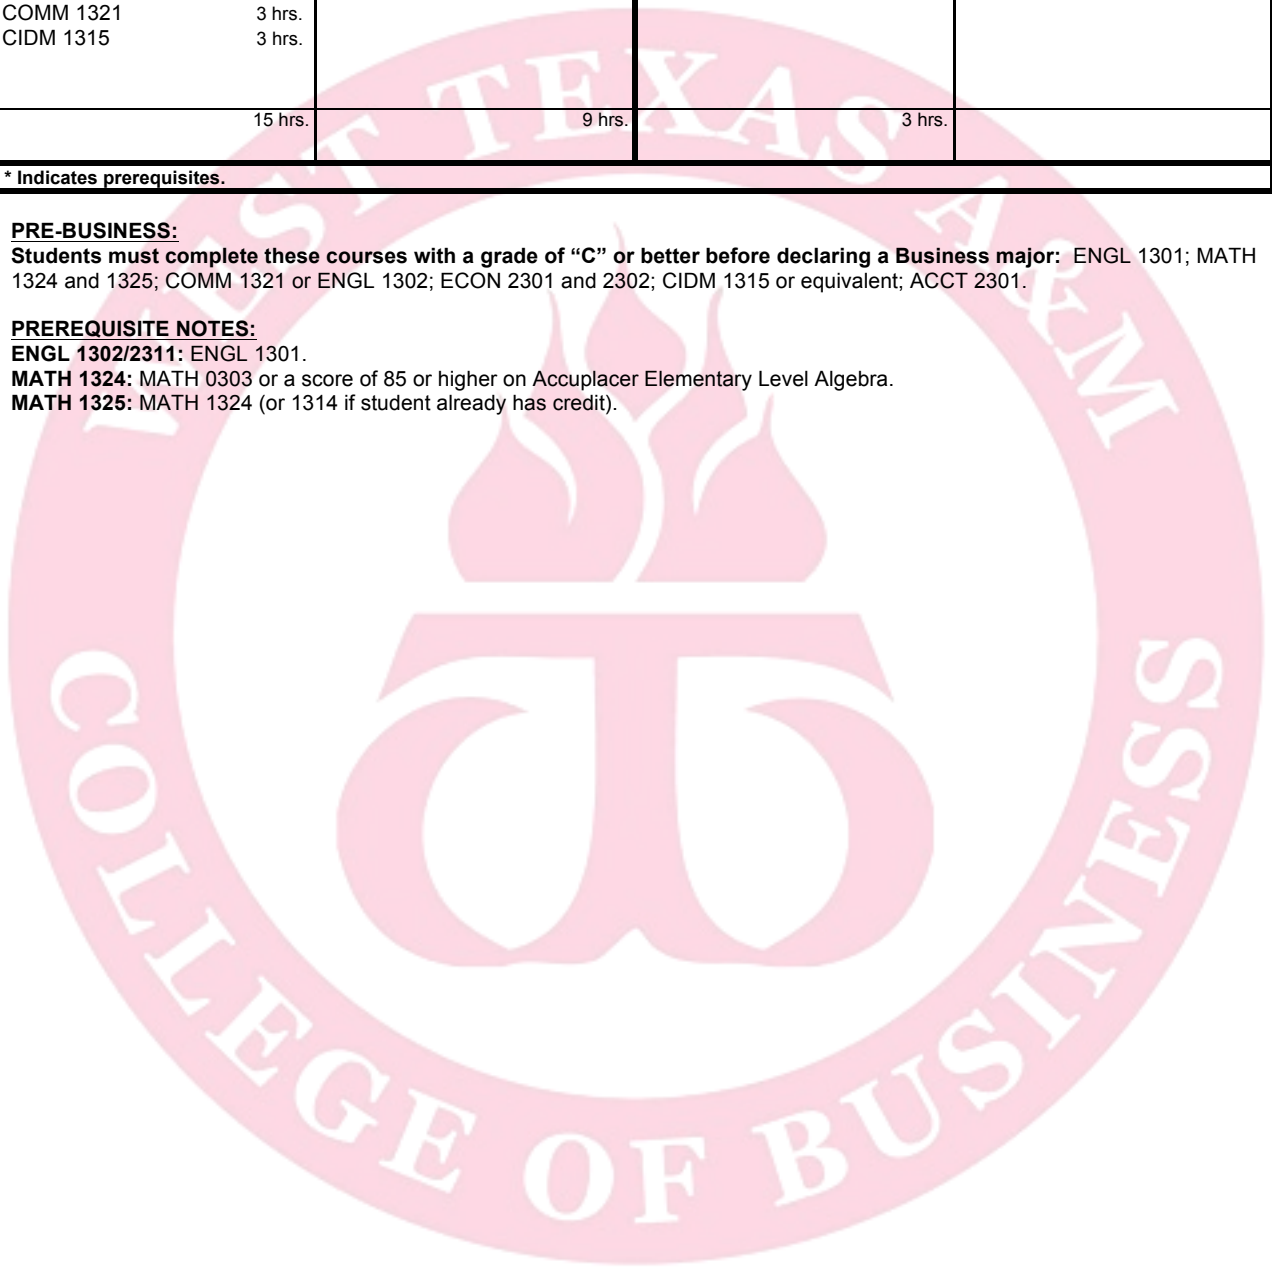 COMM 1321 3 hrs.
CIDM 1315 3 hrs.
15 hrs. 9 hrs. 3 hrs.
* Indicates prerequisites.
PRE-BUSINESS:
Students must complete these courses with a grade of “C” or better before declaring a Business major: ENGL 1301; MATH
1324 and 1325; COMM 1321 or ENGL 1302; ECON 2301 and 2302; CIDM 1315 or equivalent; ACCT 2301.
PREREQUISITE NOTES:
ENGL 1302/2311: ENGL 1301.
MATH 1324: MATH 0303 or a score of 85 or higher on Accuplacer Elementary Level Algebra.
MATH 1325: MATH 1324 (or 1314 if student already has credit).
WEST TEXAS A&M
COLLEGE OF BUSINESS